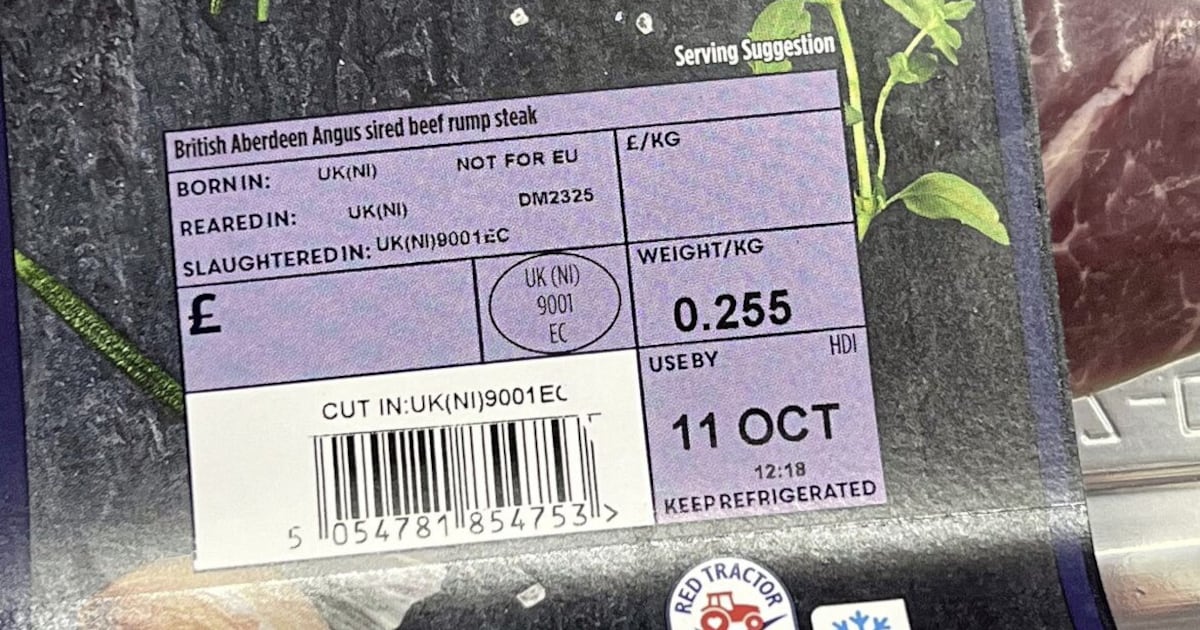 Serving Suggestion
British Aberdeen Angus sired beef rump steak
BORN IN: UK(NI) NOT FOR EU
REARED IN: UK(NI) DM2325
SLAUGHTERED IN: UK(NI)9001EC
£/KG
£
UK (NI)
9001
EC
WEIGHT/KG
0.255
CUT IN:UK(NI)9001EC
5 054781 854753 >
USE BY HDI
11 OCT
12:18
KEEP REFRIGERATED
RED TRACTOR